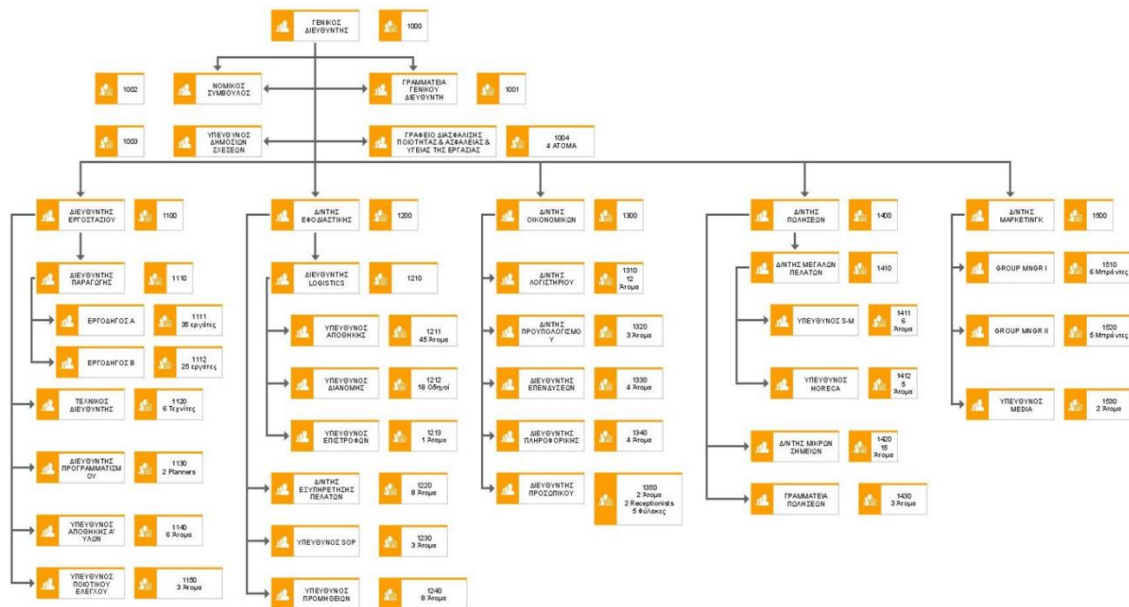 ΓΕΝΙΚΟΣ
ΔΙΕΥΘΥΝΤΗΣ
1000
1002
ΝΟΜΙΚΟΣ
ΣΥΜΒΟΥΛΟΣ
ΓΡΑΜΜΑΤΕΙΑ
ΓΕΝΙΚΟΥ
ΔΙΕΥΘΥΝΤΗ
1001
1003
ΥΠΕΥΘΥΝΟΣ
ΔΗΜΟΣΙΩΝ
ΣΧΕΣΕΩΝ
ΓΡΑΦΕΙΟ ΔΙΑΣΦΑΛΙΣΗΣ
ΠΟΙΟΤΗΤΑΣ & ΑΣΦΑΛΕΙΑΣ &
ΥΓΕΙΑΣ ΤΗΣ ΕΡΓΑΣΙΑΣ
1004
4 ΑΤΟΜΑ
ΔΙΕΥΘΥΝΤΗΣ
ΕΡΓΟΣΤΑΣΙΟΥ
1100
ΔΙΕΥΘΥΝΤΗΣ
ΠΑΡΑΓΩΓΗΣ
1110
ΕΡΓΟΔΗΓΟΣ Α
1111
35 εργάτες
ΕΡΓΟΔΗΓΟΣ Β
1112
25 εργάτες
ΤΕΧΝΙΚΟΣ
ΔΙΕΥΘΥΝΤΗΣ
1120
6 Τεχνίτες
ΔΙΕΥΘΥΝΤΗΣ
ΠΡΟΓΡΑΜΜΑΤΙΣΜ
ΟΥ
1130
2 Planners
ΥΠΕΥΘΥΝΟΣ
ΑΠΟΘΗΚΗΣ Α'
ΥΛΩΝ
1140
6 Άτομα
ΥΠΕΥΘΥΝΟΣ
ΠΟΙΟΤΙΚΟΥ
ΕΛΕΓΧΟΥ
1150
3 Άτομα
Δ/ΝΤΗΣ
ΕΦΟΔΙΑΣΤΙΚΗΣ
1200
ΔΙΕΥΘΥΝΤΗΣ
LOGISTICS
1210
ΥΠΕΥΘΥΝΟΣ
ΑΠΟΘΗΚΗΣ
1211
45 Άτομα
ΥΠΕΥΘΥΝΟΣ
ΔΙΑΝΟΜΗΣ
1212
18 Οδηγοί
ΥΠΕΥΘΥΝΟΣ
ΕΠΙΣΤΡΟΦΩΝ
1213
1 Άτομο
Δ/ΝΤΗΣ
ΕΞΥΠΗΡΕΤΗΣΗΣ
ΠΕΛΑΤΩΝ
1220
8 Άτομα
ΥΠΕΥΘΥΝΟΣ SOP
1230
3 Άτομα
ΥΠΕΥΘΥΝΟΣ
ΠΡΟΜΗΘΕΙΩΝ
1240
8 Άτομα
Δ/ΝΤΗΣ
ΟΙΚΟΝΟΜΙΚΩΝ
1300
Δ/ΝΤΗΣ
ΛΟΓΙΣΤΗΡΙΟΥ
1310
12
Άτομα
Δ/ΝΤΗΣ
ΠΡΟΥΠΟΛΟΓΙΣΜΟ
Υ
1320
3 Άτομα
ΔΙΕΥΘΥΝΤΗΣ
ΕΠΕΝΔΥΣΕΩΝ
1330
4 Άτομα
ΔΙΕΥΘΥΝΤΗΣ
ΠΛΗΡΟΦΟΡΙΚΗΣ
1340
4 Άτομα
ΔΙΕΥΘΥΝΤΗΣ
ΠΡΟΣΩΠΙΚΟΥ
1350
2 Άτομα
2 Receptionists
5 Φύλακες
Δ/ΝΤΗΣ
ΠΩΛΗΣΕΩΝ
1400
Δ/ΝΤΗΣ ΜΕΓΑΛΩΝ
ΠΕΛΑΤΩΝ
1410
ΥΠΕΥΘΥΝΟΣ S-M
1411
6
Άτομα
ΥΠΕΥΘΥΝΟΣ
HORECA
1412
5
Άτομα
Δ/ΝΤΗΣ ΜΙΚΡΩΝ
ΣΗΜΕΙΩΝ
1420
15
Άτομα
ΓΡΑΜΜΑΤΕΙΑ
ΠΩΛΗΣΕΩΝ
1430
3 Άτομα
Δ/ΝΤΗΣ
ΜΑΡΚΕΤΙΝΓΚ
1500
GROUP MNGR I
1510
6 Μπράντες
GROUP MNGR II
1520
5 Μπράντες
ΥΠΕΥΘΥΝΟΣ
MEDIA
1530
2 Άτομα